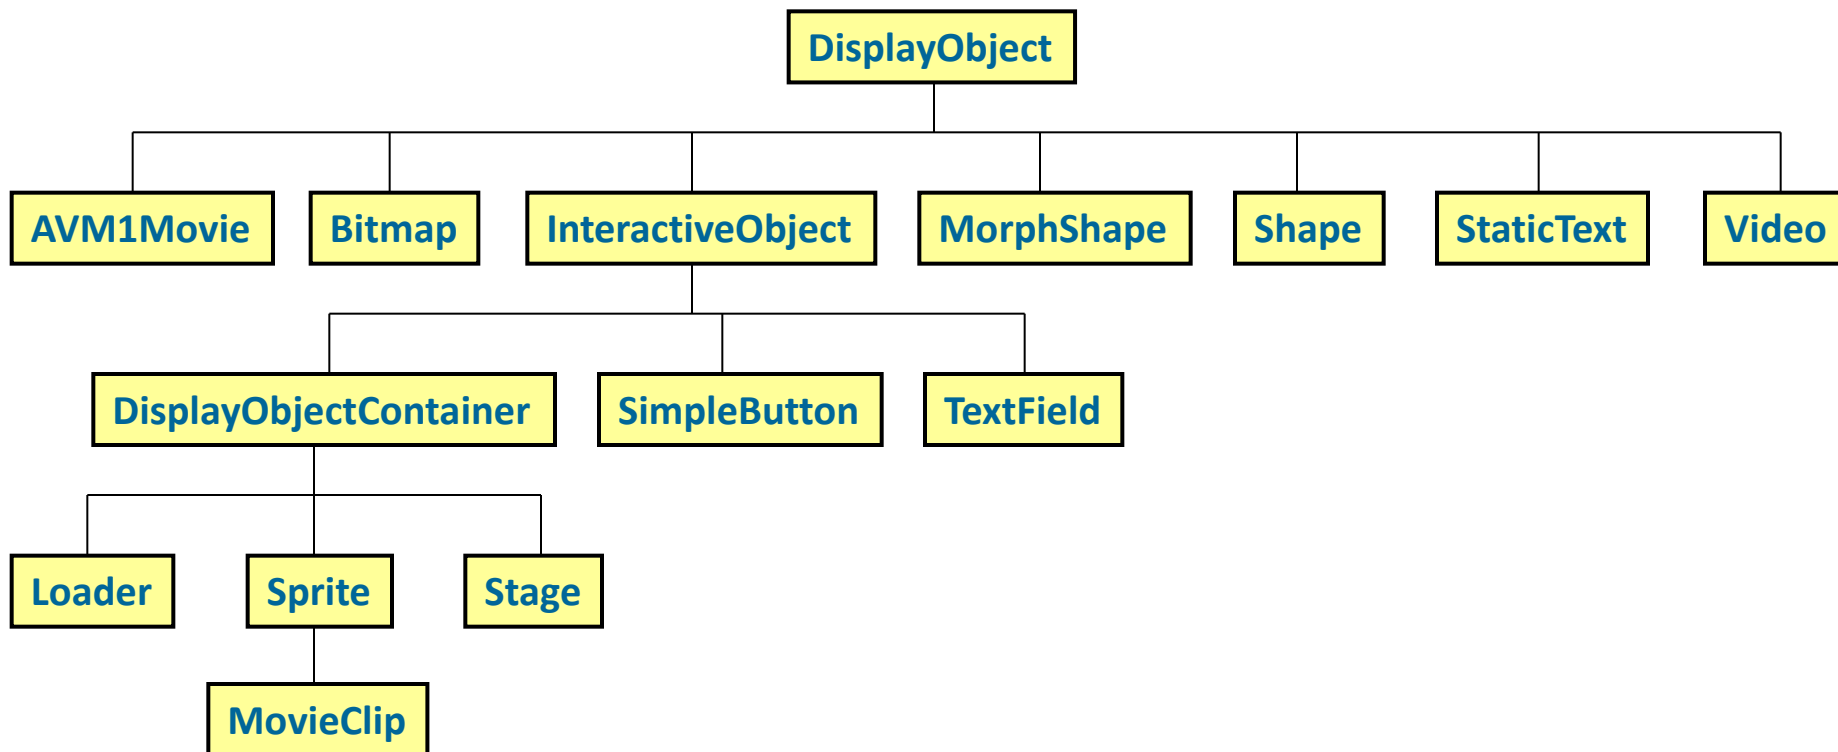 DisplayObject
AVM1Movie
Bitmap
InteractiveObject
MorphShape
Shape
StaticText
Video
DisplayObjectContainer
SimpleButton
TextField
Loader
Sprite
Stage
MovieClip